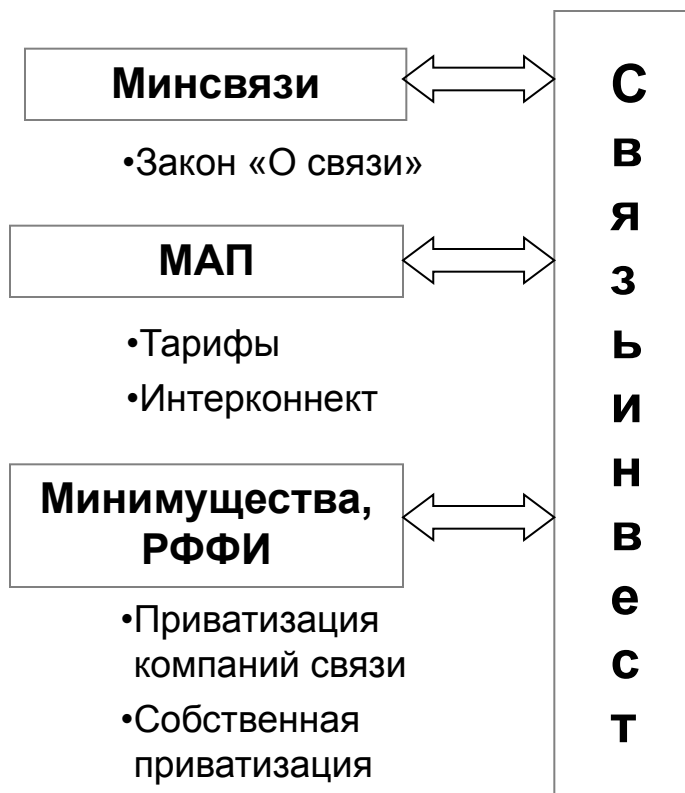 Минсвязи
•Закон «О связи»
МАП
•Тарифы
•Интерконнект
Минимущества,
РФФИ
•Приватизация
компаний связи
•Собственная
приватизация
С
в
я
з
ь
и
н
в
е
с
т